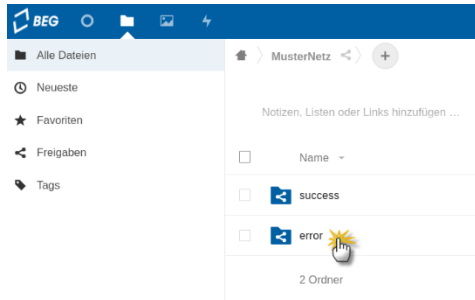 BEG
Alle Dateien
MusterNetz
Neueste
Notizen, Listen oder Links hinzufügen ...
Favoriten
Freigaben
Name
Tags
success
error
2 Ordner